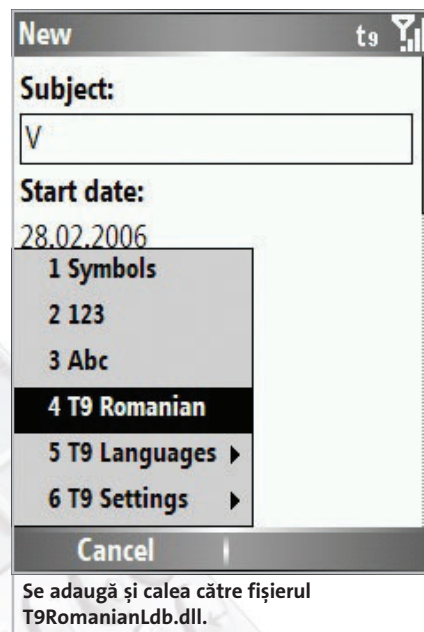 New t9
Subject:
V
Start date:
28.02.2006
1 Symbols
2 123
3 Abc
4 T9 Romanian
5 T9 Languages
6 T9 Settings
Cancel
Se adaugă și calea către fișierul
T9RomanianLdb.dll.